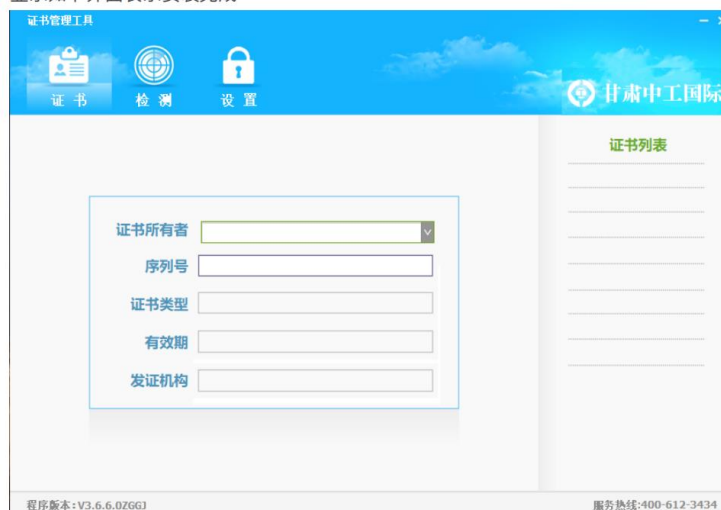 证书管理工具
证书
检测
设置
甘肃中工国际
证书列表
证书所有者
序列号
证书类型
有效期
发证机构
程序版本:V3.6.6.0ZGGJ
服务热线:400-612-3434